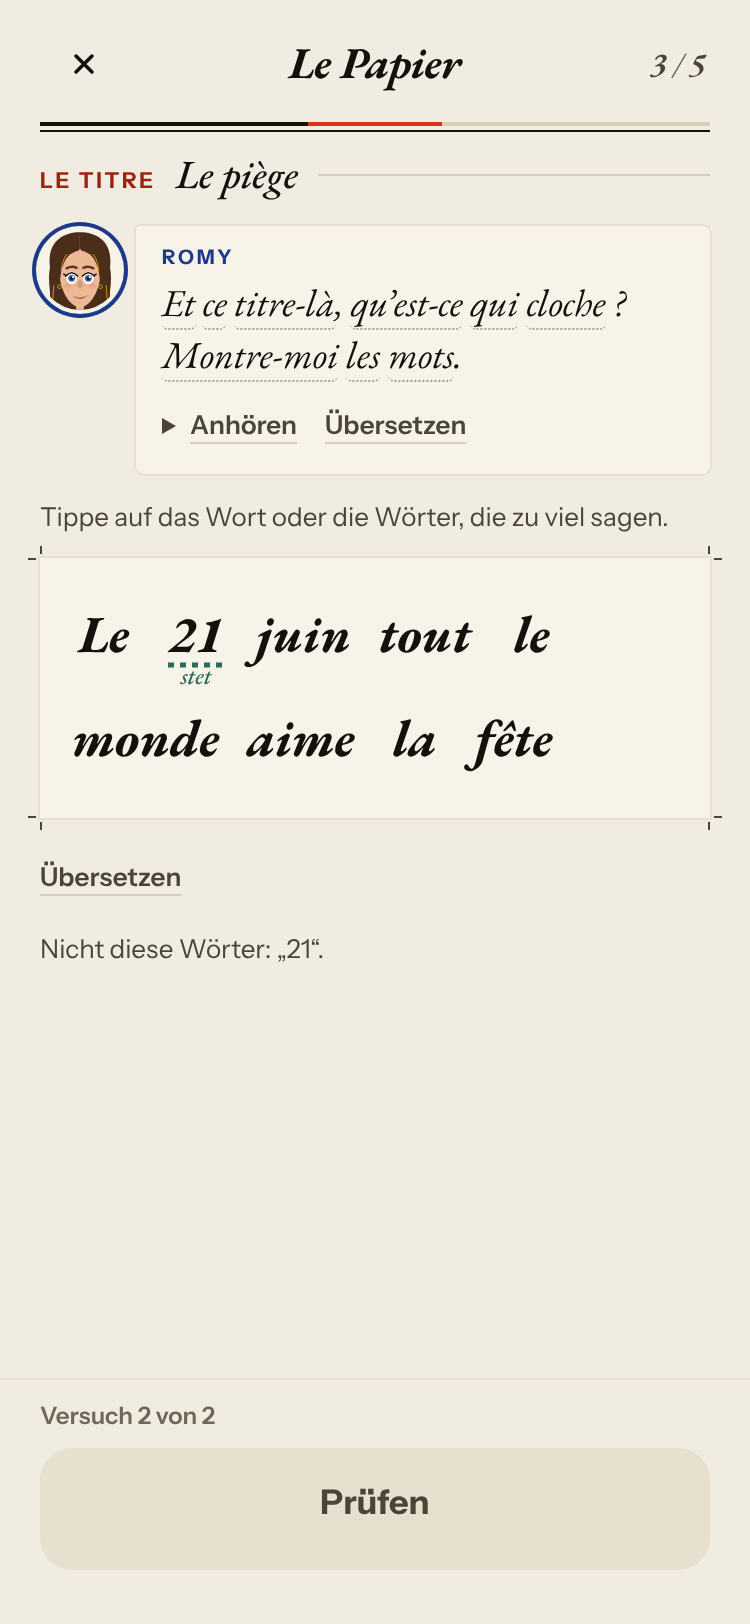 Le Papier
3 / 5
LE TITRE Le piège
ROMY
Et ce titre-là, qu’est-ce qui cloche ?
Montre-moi les mots.
Anhören Übersetzen
Tippe auf das Wort oder die Wörter, die zu viel sagen.
Le 21 juin tout le
stet
monde aime la fête
Übersetzen
Nicht diese Wörter: „21“.
Versuch 2 von 2
Prüfen